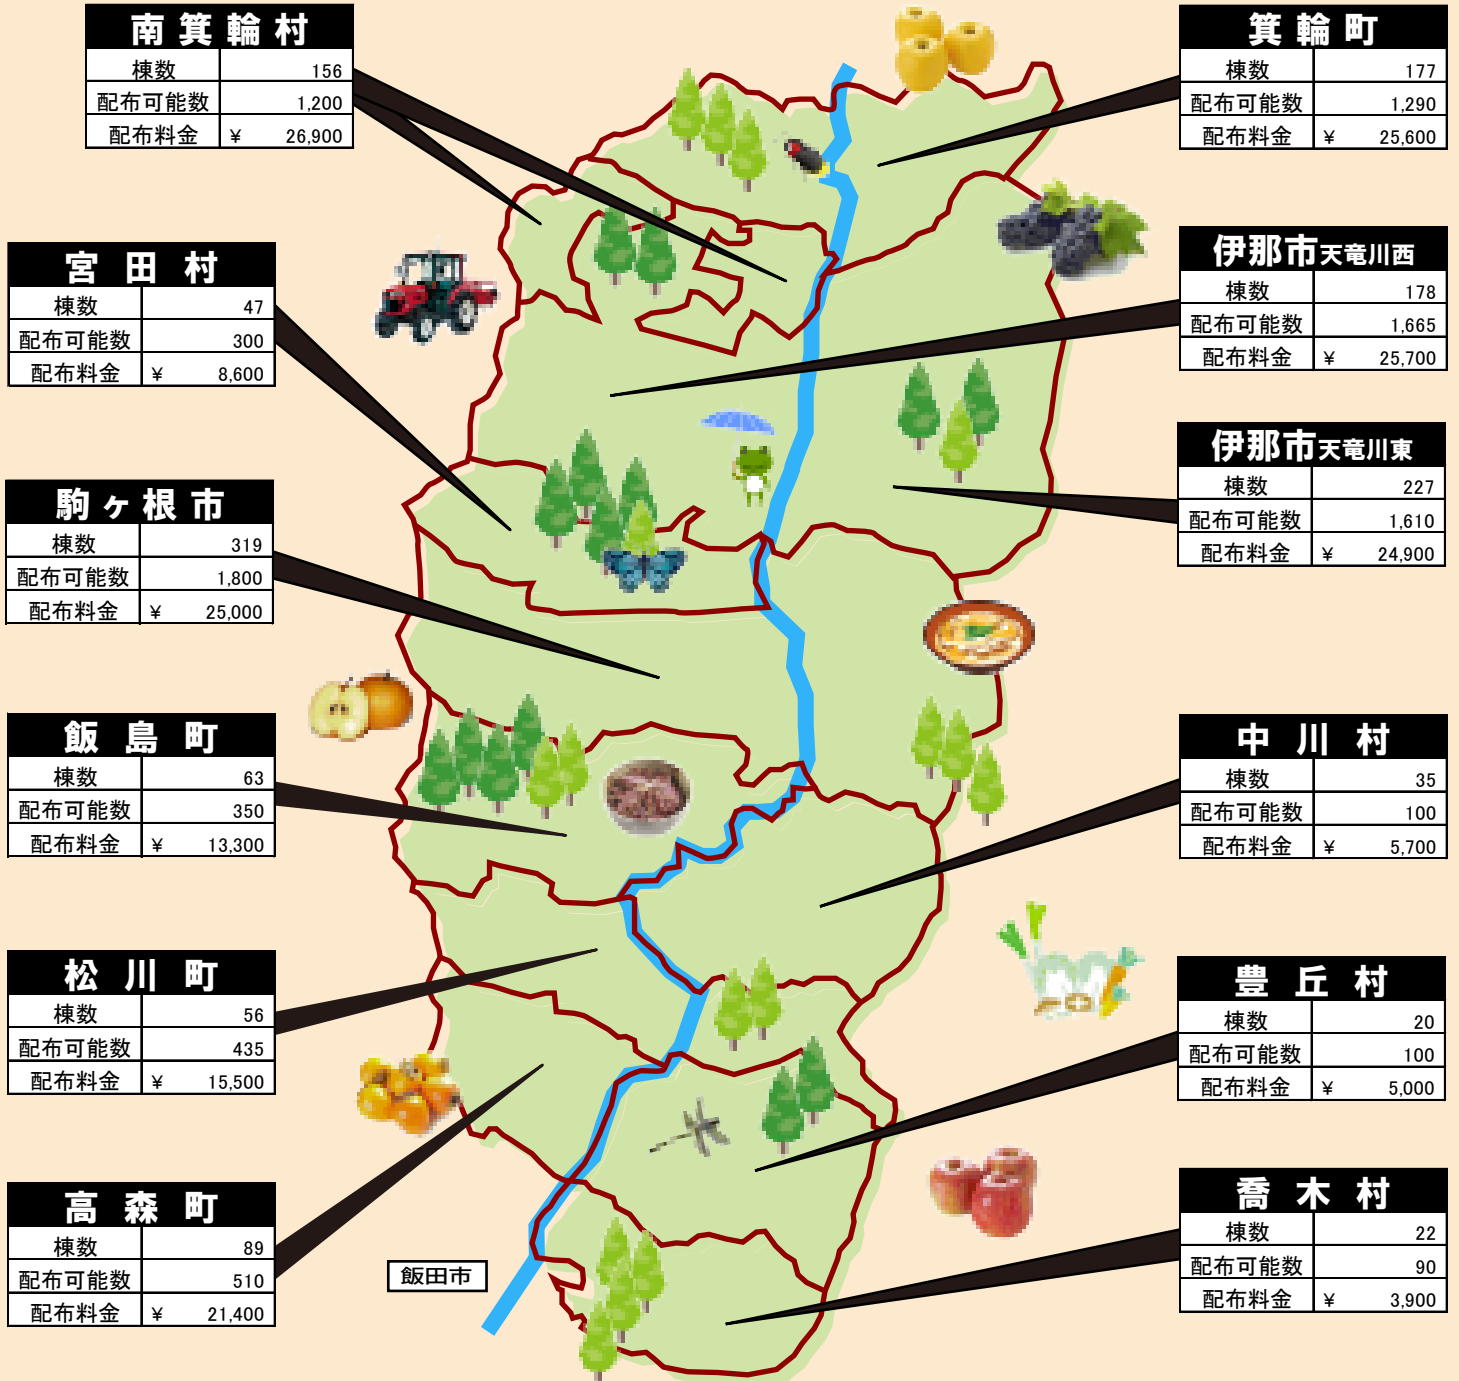 南箕輪村
棟数 156
配布可能数 1,200
配布料金 ¥ 26,900
箕輪町
棟数 177
配布可能数 1,290
配布料金 ¥ 25,600
宮田村
棟数 47
配布可能数 300
配布料金 ¥ 8,600
伊那市天竜川西
棟数 178
配布可能数 1,665
配布料金 ¥ 25,700
伊那市天竜川東
棟数 227
配布可能数 1,610
配布料金 ¥ 24,900
駒ヶ根市
棟数 319
配布可能数 1,800
配布料金 ¥ 25,000
飯島町
棟数 63
配布可能数 350
配布料金 ¥ 13,300
中川村
棟数 35
配布可能数 100
配布料金 ¥ 5,700
松川町
棟数 56
配布可能数 435
配布料金 ¥ 15,500
豊丘村
棟数 20
配布可能数 100
配布料金 ¥ 5,000
高森町
棟数 89
配布可能数 510
配布料金 ¥ 21,400
喬木村
棟数 22
配布可能数 90
配布料金 ¥ 3,900
飯田市